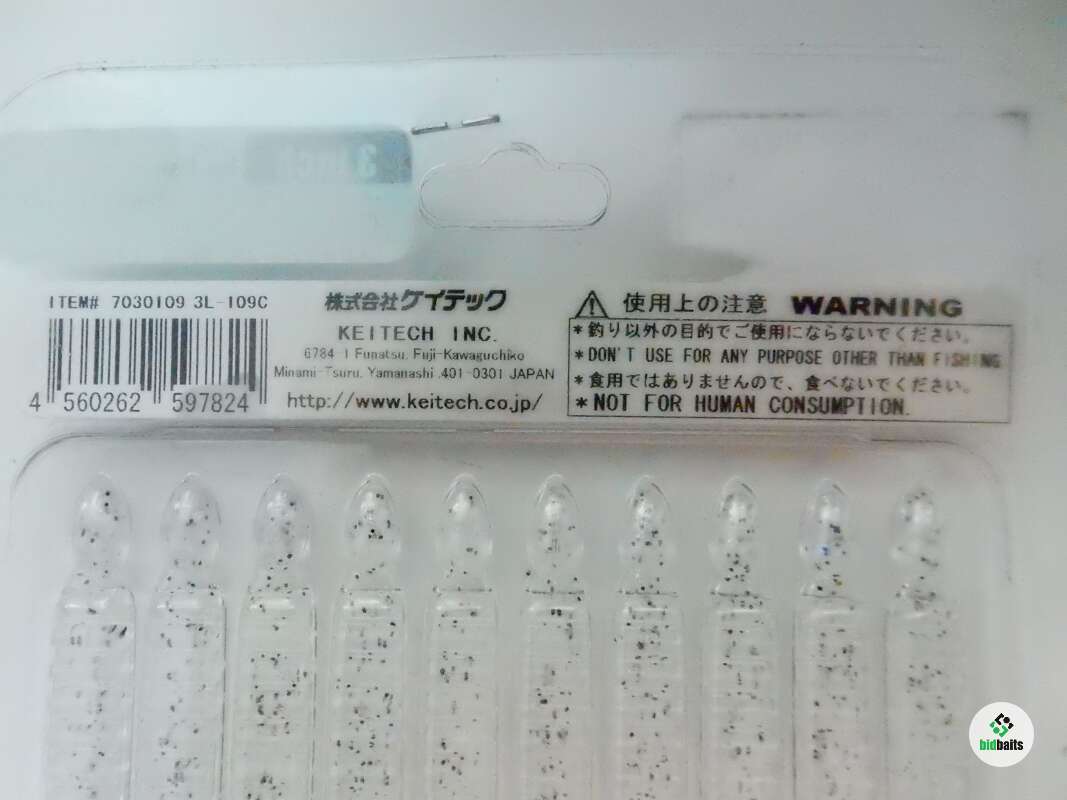 ITEM# 7030109 3L-109C
4 560262 597824
株式会社ケイテック
KEITECH INC.
6784-1 Funatsu, Fuji-Kawaguchiko
Minami-Tsuru, Yamanashi 401-0301 JAPAN
http://www.keitech.co.jp/
使用上の注意 WARNING
*釣り以外の目的でご使用にならないでください。
*DON'T USE FOR ANY PURPOSE OTHER THAN FISHING
*食用ではありませんので、食べないでください。
*NOT FOR HUMAN CONSUMPTION.
bidbaits